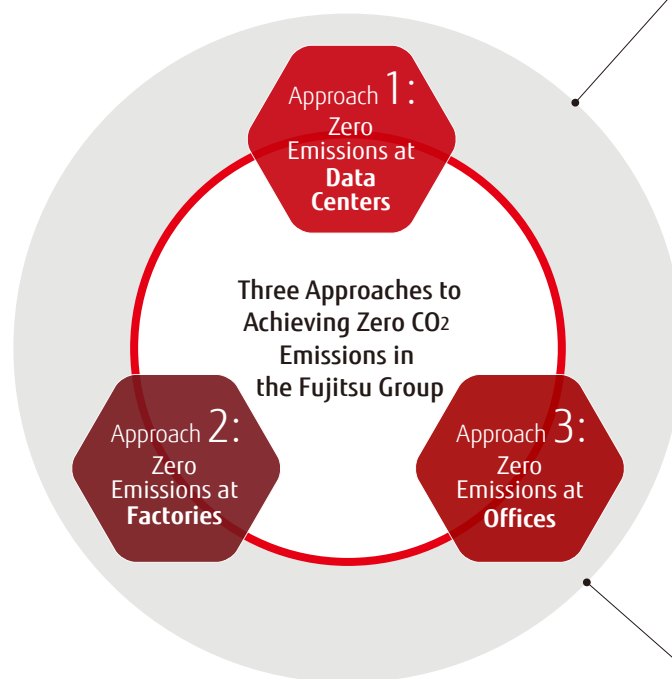 Approach 1:
Zero
Emissions at
Data
Centers
Three Approaches to
Achieving Zero CO2
Emissions in
the Fujitsu Group
Approach 2:
Zero
Emissions at
Factories
Approach 3:
Zero
Emissions at
Offices